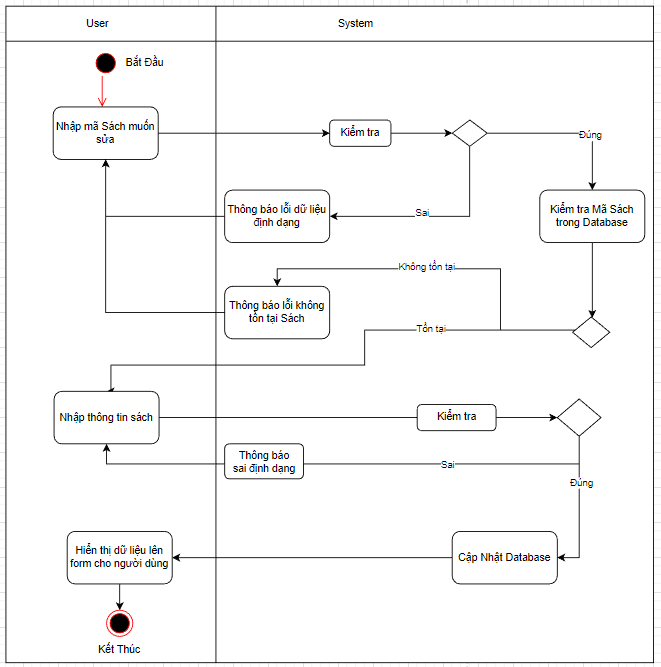 User
System
Bắt Đầu
Nhập mã Sách muốn
sửa
Kiểm tra
Đúng
Thông báo lỗi dữ liệu
định dạng
Sai
Kiểm tra Mã Sách
trong Database
Không tồn tại
Thông báo lỗi không
tồn tại Sách
Tồn tại
Nhập thông tin sách
Kiểm tra
Thông báo
sai định dạng
Sai
Đúng
Hiển thị dữ liệu lên
form cho người dùng
Cập Nhật Database
Kết Thúc